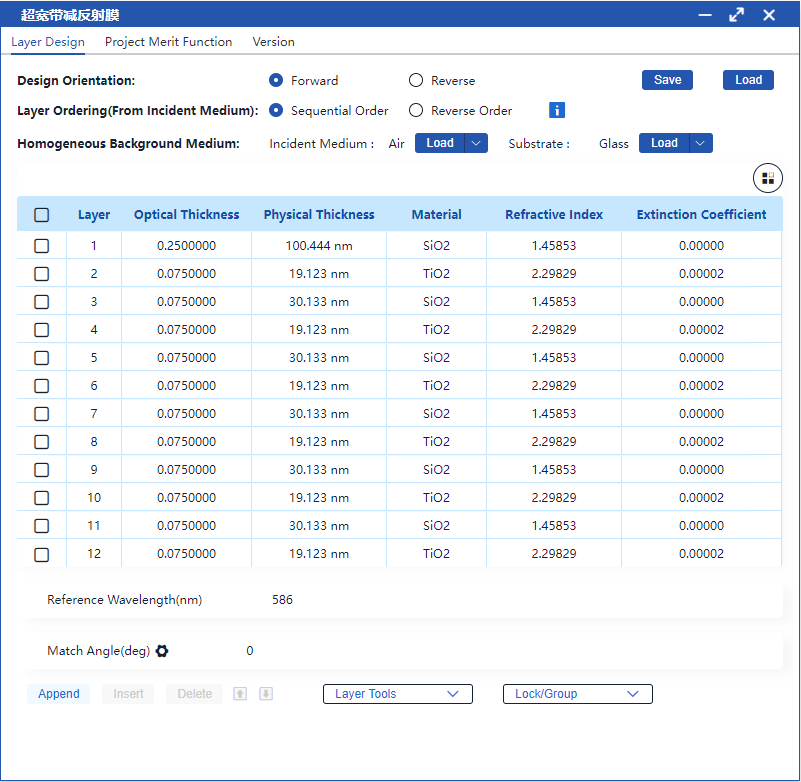 超宽带减反射膜
Layer Design Project Merit Function Version
Design Orientation: Forward Reverse Save Load
Layer Ordering(From Incident Medium): Sequential Order Reverse Order i
Homogeneous Background Medium: Incident Medium : Air Load Substrate : Glass Load
Layer Optical Thickness Physical Thickness Material Refractive Index Extinction Coefficient
1 0.2500000 100.444 nm SiO2 1.45853 0.00000
2 0.0750000 19.123 nm TiO2 2.29829 0.00002
3 0.0750000 30.133 nm SiO2 1.45853 0.00000
4 0.0750000 19.123 nm TiO2 2.29829 0.00002
5 0.0750000 30.133 nm SiO2 1.45853 0.00000
6 0.0750000 19.123 nm TiO2 2.29829 0.00002
7 0.0750000 30.133 nm SiO2 1.45853 0.00000
8 0.0750000 19.123 nm TiO2 2.29829 0.00002
9 0.0750000 30.133 nm SiO2 1.45853 0.00000
10 0.0750000 19.123 nm TiO2 2.29829 0.00002
11 0.0750000 30.133 nm SiO2 1.45853 0.00000
12 0.0750000 19.123 nm TiO2 2.29829 0.00002
Reference Wavelength(nm) 586
Match Angle(deg) 0
Append Insert Delete Layer Tools Lock/Group